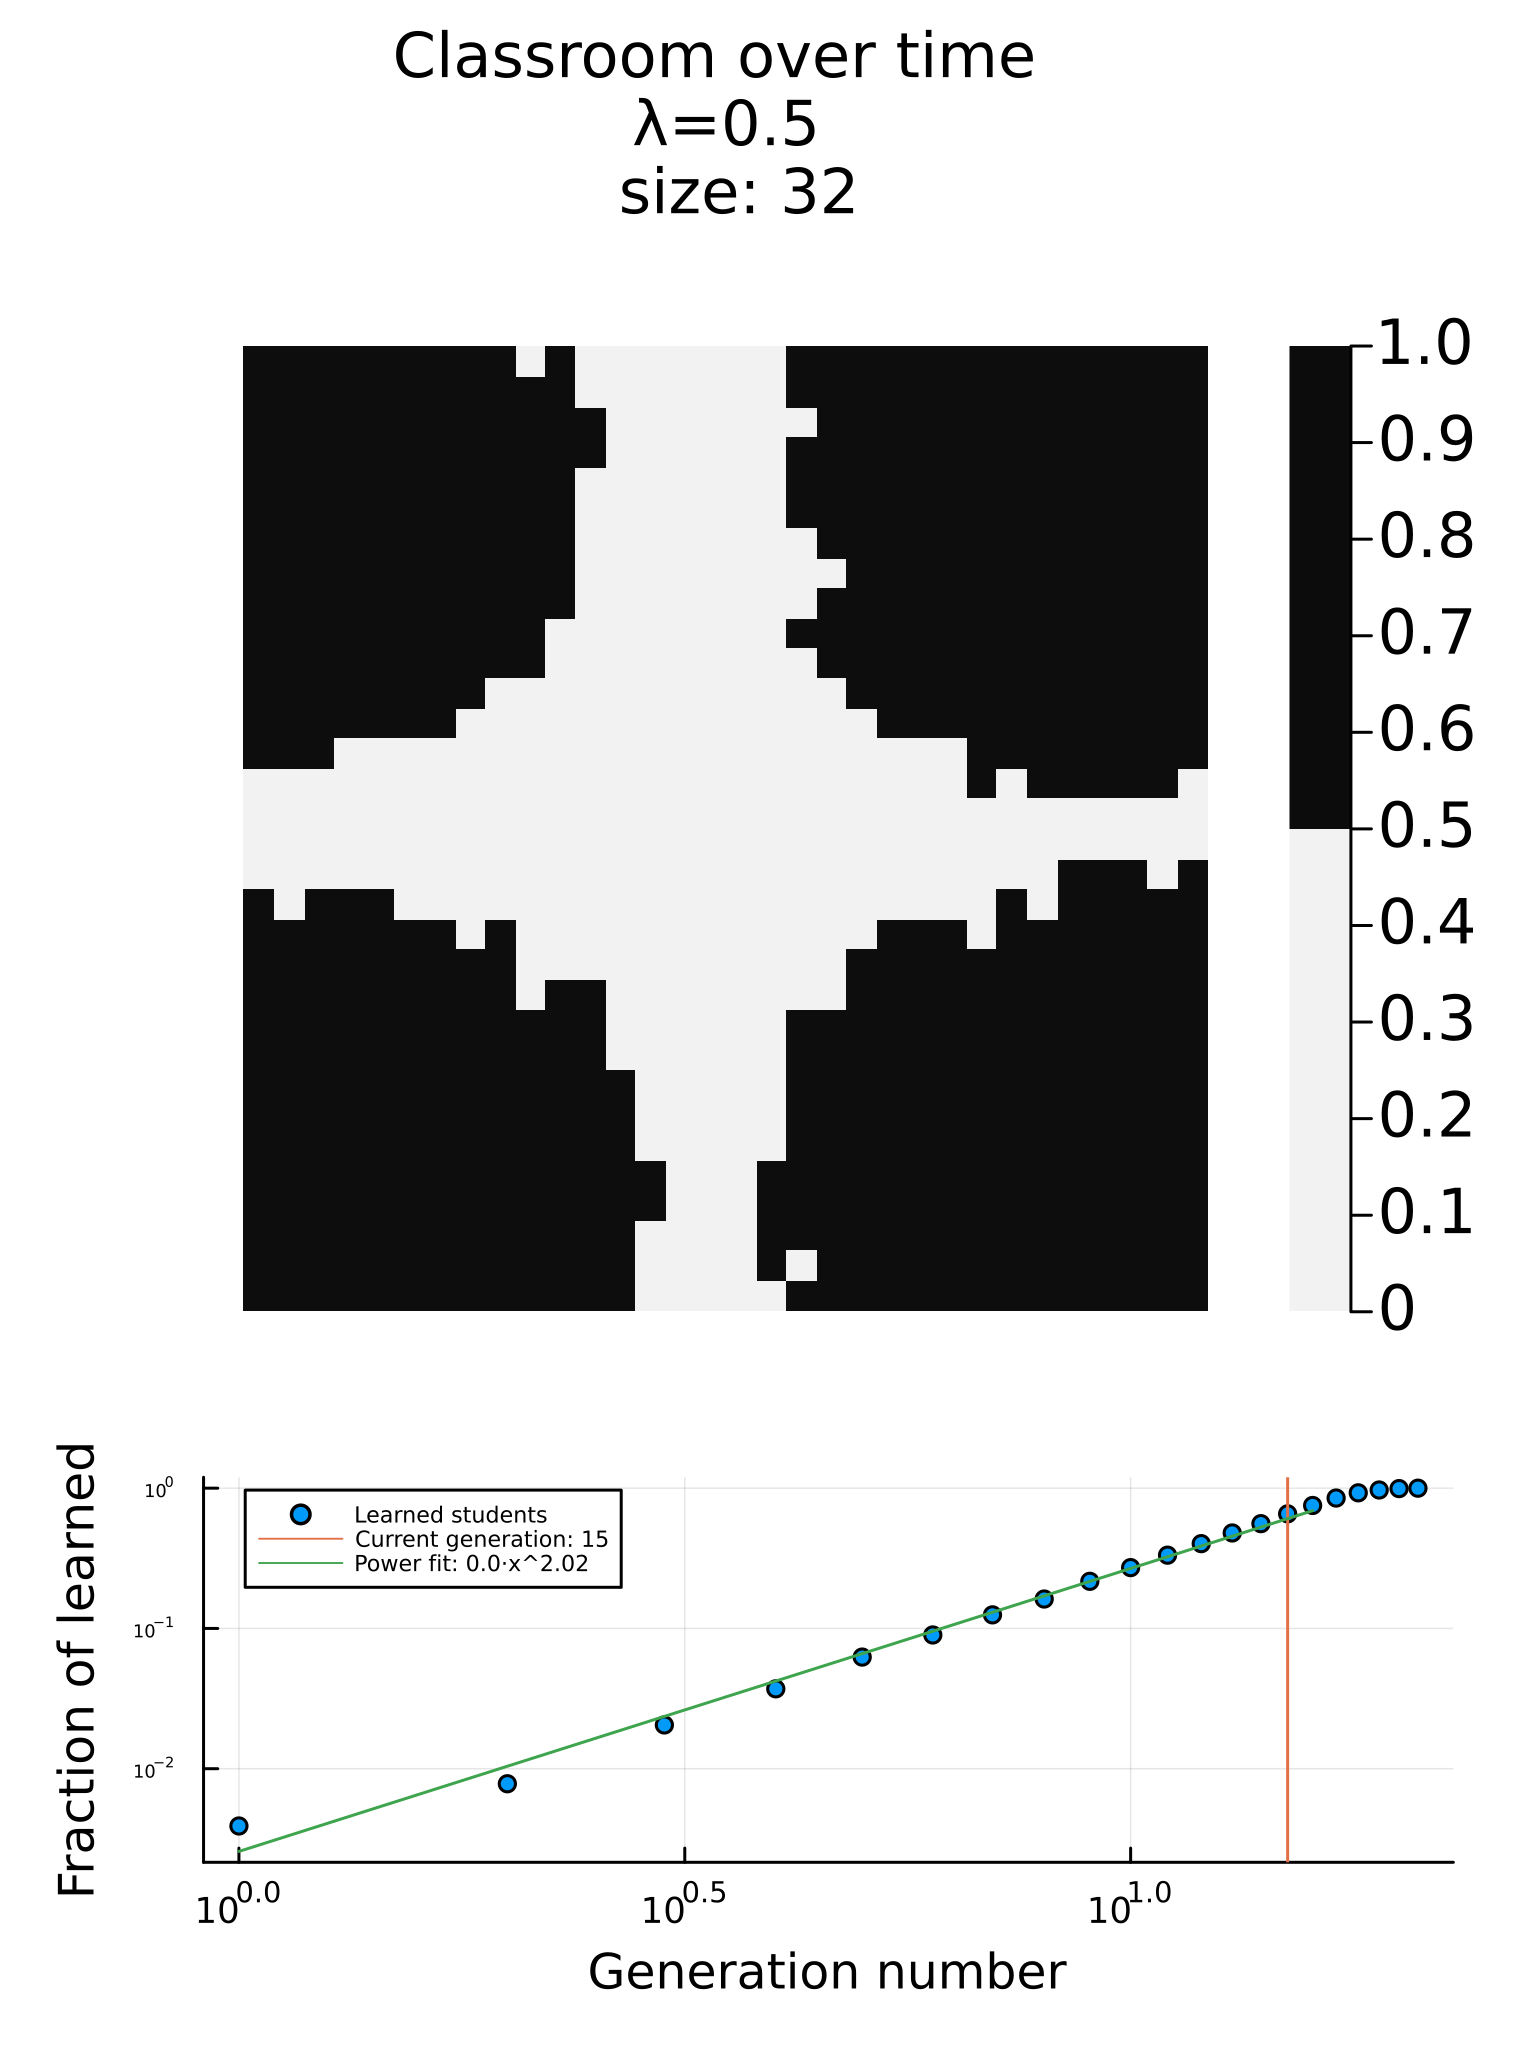 Classroom over time
λ=0.5
size: 32
1.0
0.9
0.8
0.7
0.6
0.5
0.4
0.3
0.2
0.1
0
Fraction of learned
10^0
10^-1
10^-2
Learned students
Current generation: 15
Power fit: 0.0·x^2.02
10^0.0 10^0.5 10^1.0
Generation number